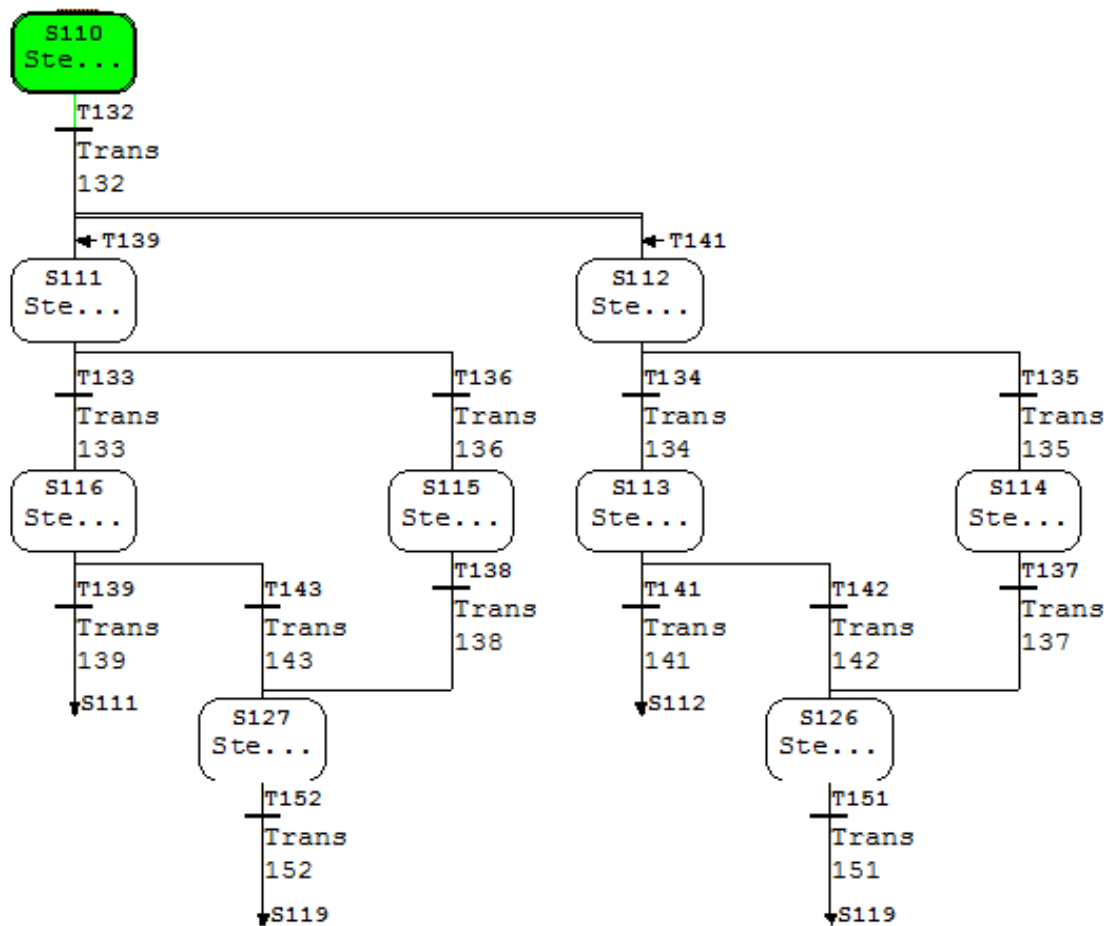 S110
Ste...
T132
Trans
132
T139
T141
S111
Ste...
S112
Ste...
T133
Trans
133
T136
Trans
136
T134
Trans
134
T135
Trans
135
S116
Ste...
S115
Ste...
S113
Ste...
S114
Ste...
T139
Trans
139
T143
Trans
143
T138
Trans
138
T141
Trans
141
T142
Trans
142
T137
Trans
137
S111
S112
S127
Ste...
S126
Ste...
T152
Trans
152
T151
Trans
151
S119
S119